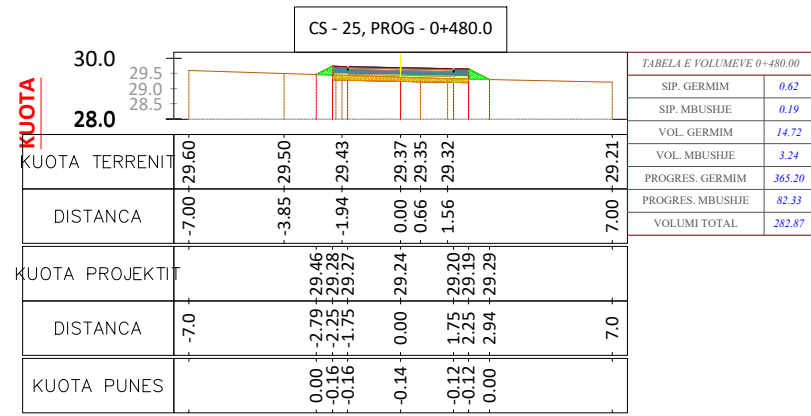 CS - 25, PROG - 0+480.0
KUOTA
30.0
29.5
29.0
28.5
28.0
KUOTA TERRENIT 29.60 29.50 29.43 29.37 29.35 29.32 29.21
DISTANCA -7.00 -3.85 -1.94 0.00 0.66 1.56 7.00
KUOTA PROJEKTIT 29.46 29.28 29.27 29.24 29.20 29.19 29.29
DISTANCA -7.0 -2.79 -2.25 -1.75 0.00 1.75 2.25 2.94 7.0
KUOTA PUNES 0.00 -0.16 -0.16 -0.14 -0.12 -0.12 0.00
TABELA E VOLUMEVE 0+480.00
SIP. GERMIM 0.62
SIP. MBUSHJE 0.19
VOL. GERMIM 14.72
VOL. MBUSHJE 3.24
PROGRES. GERMIM 365.20
PROGRES. MBUSHJE 82.33
VOLUMI TOTAL 282.87